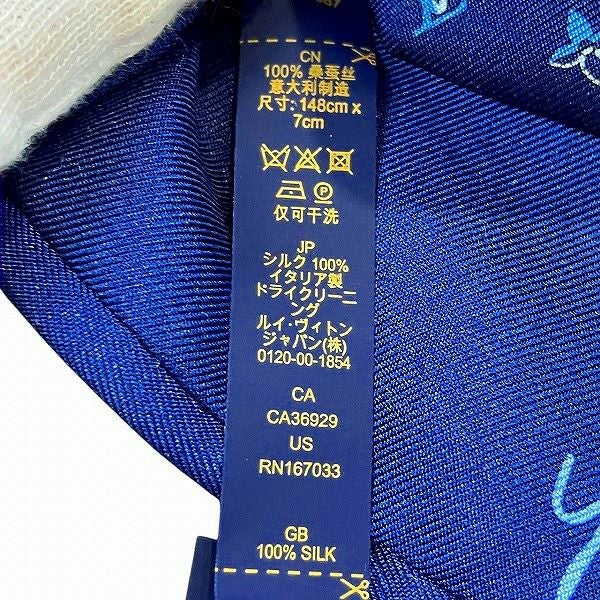 CN
100% 桑蚕丝
意大利制造
尺寸: 148cm x
7cm
仅可干洗
JP
シルク 100%
イタリア製
ドライクリーニ
ング
ルイ・ヴィトン
ジャパン(株)
0120-00-1854
CA
CA36929
US
RN167033
GB
100% SILK